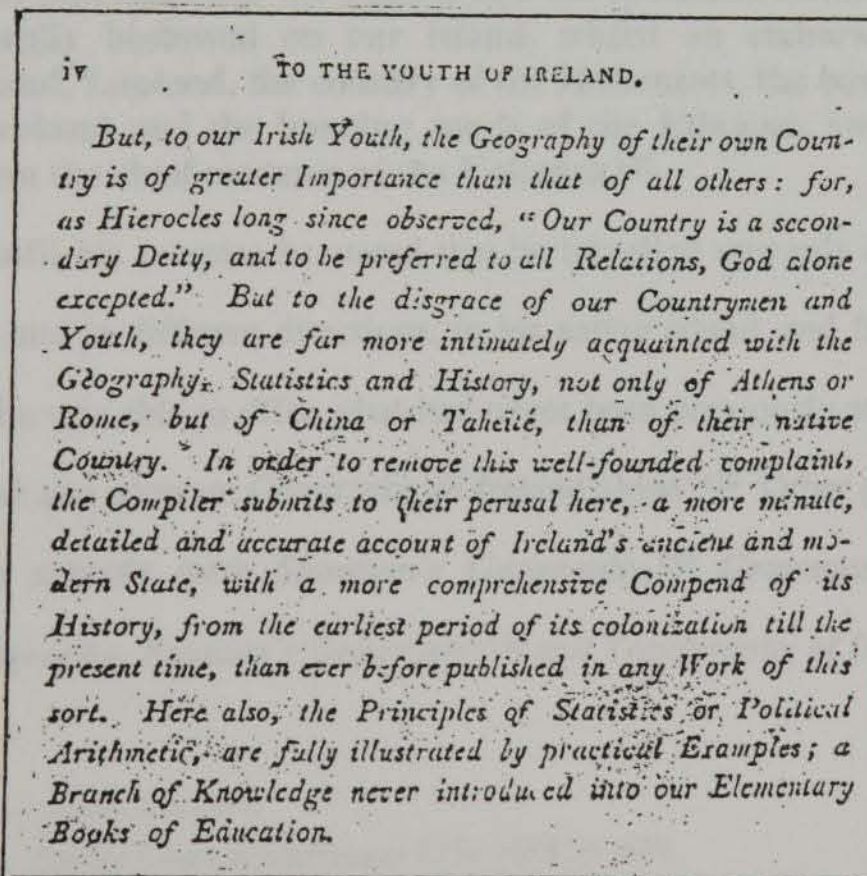 iv TO THE YOUTH OF IRELAND.
But, to our Irish Youth, the Geography of their own Coun-
try is of greater Importance than that of all others: for,
as Hierocles long since observed, "Our Country is a secon-
dary Deity, and to be preferred to all Relations, God alone
excepted." But to the disgrace of our Countrymen and
Youth, they are far more intimately acquainted with the
Geography, Statistics and History, not only of Athens or
Rome, but of China or Taheité, than of their native
Country. In order to remove this well-founded complaint,
the Compiler submits to their perusal here, a more minute,
detailed and accurate account of Ireland's ancient and mo-
dern State, with a more comprehensive Compend of its
History, from the earliest period of its colonization till the
present time, than ever before published in any Work of this
sort. Here also, the Principles of Statistics or Political
Arithmetic, are fully illustrated by practical Examples; a
Branch of Knowledge never introduced into our Elementary
Books of Education.